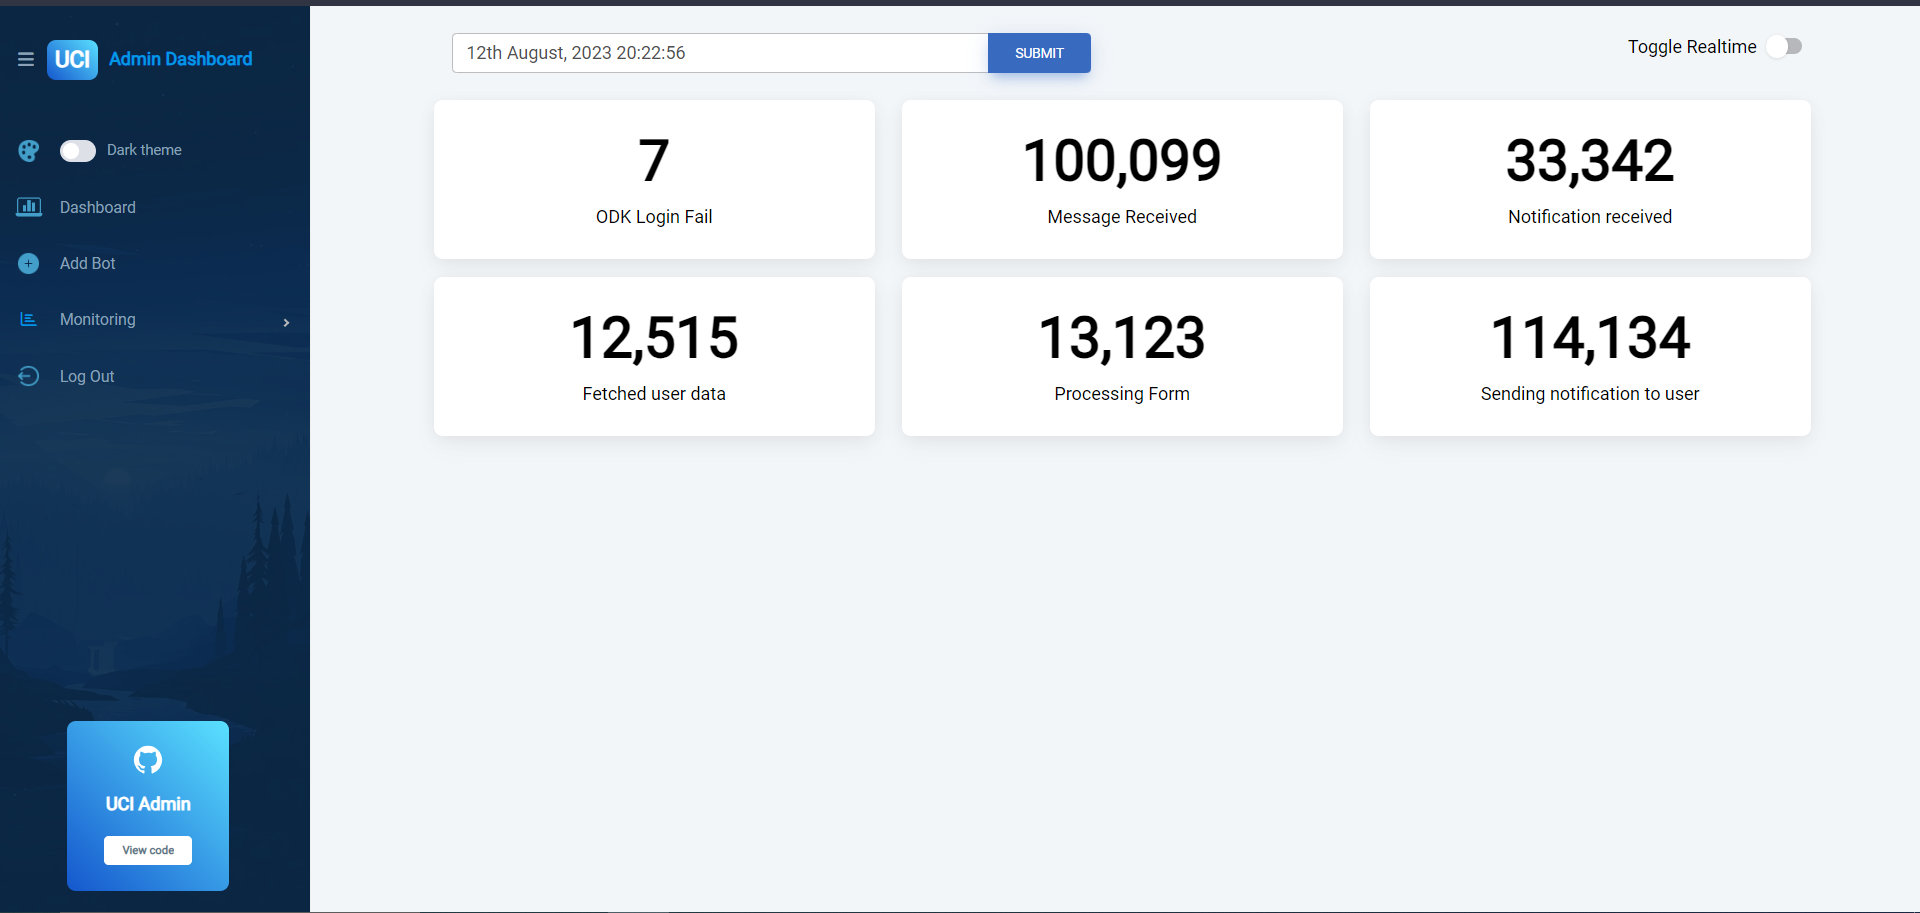 UCI Admin Dashboard
Dark theme
Dashboard
Add Bot
Monitoring
Log Out
UCI Admin
View code
12th August, 2023 20:22:56
SUBMIT
Toggle Realtime
7
ODK Login Fail
100,099
Message Received
33,342
Notification received
12,515
Fetched user data
13,123
Processing Form
114,134
Sending notification to user